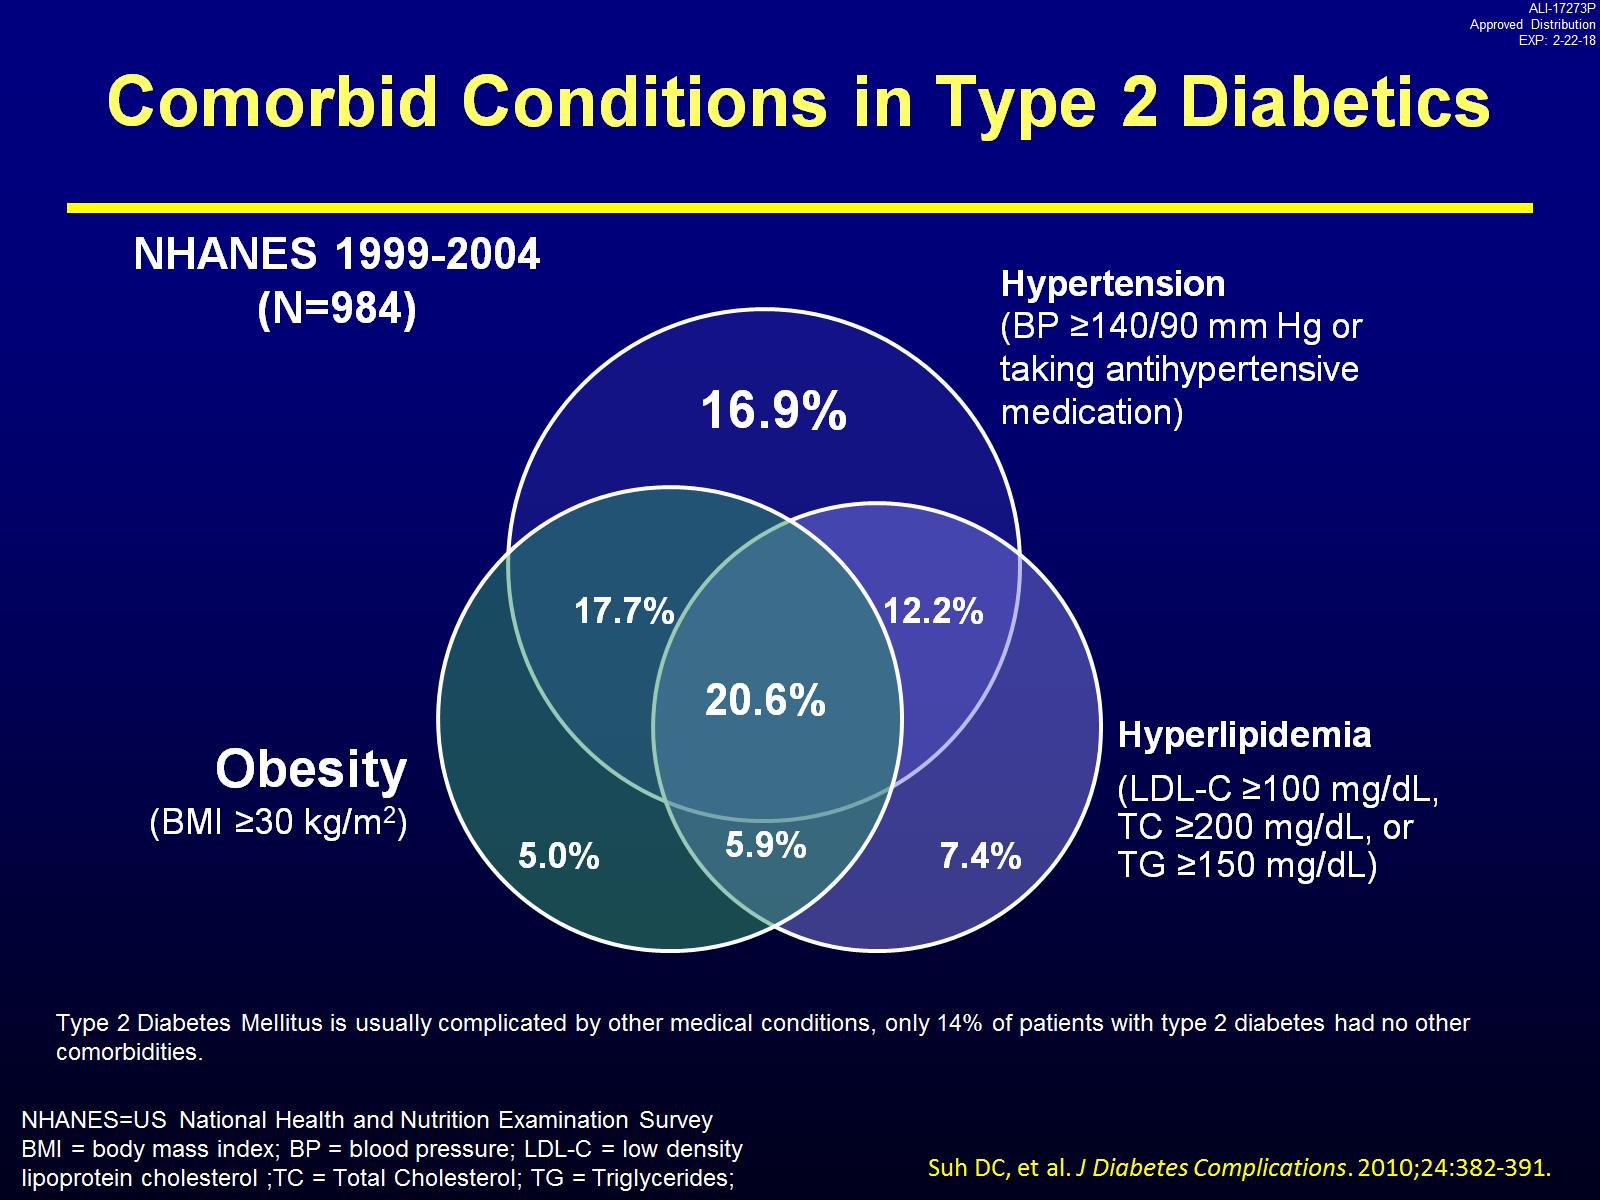 ALI-17273P
Approved Distribution
EXP: 2-22-18
Comorbid Conditions in Type 2 Diabetics
NHANES 1999-2004
(N=984)
Hypertension
(BP ≥140/90 mm Hg or
taking antihypertensive
medication)
16.9%
17.7%
12.2%
20.6%
Obesity
(BMI ≥30 kg/m²)
5.0%
5.9%
7.4%
Hyperlipidemia
(LDL-C ≥100 mg/dL,
TC ≥200 mg/dL, or
TG ≥150 mg/dL)
Type 2 Diabetes Mellitus is usually complicated by other medical conditions, only 14% of patients with type 2 diabetes had no other
comorbidities.
NHANES=US National Health and Nutrition Examination Survey
BMI = body mass index; BP = blood pressure; LDL-C = low density
lipoprotein cholesterol ;TC = Total Cholesterol; TG = Triglycerides;
Suh DC, et al. J Diabetes Complications. 2010;24:382-391.